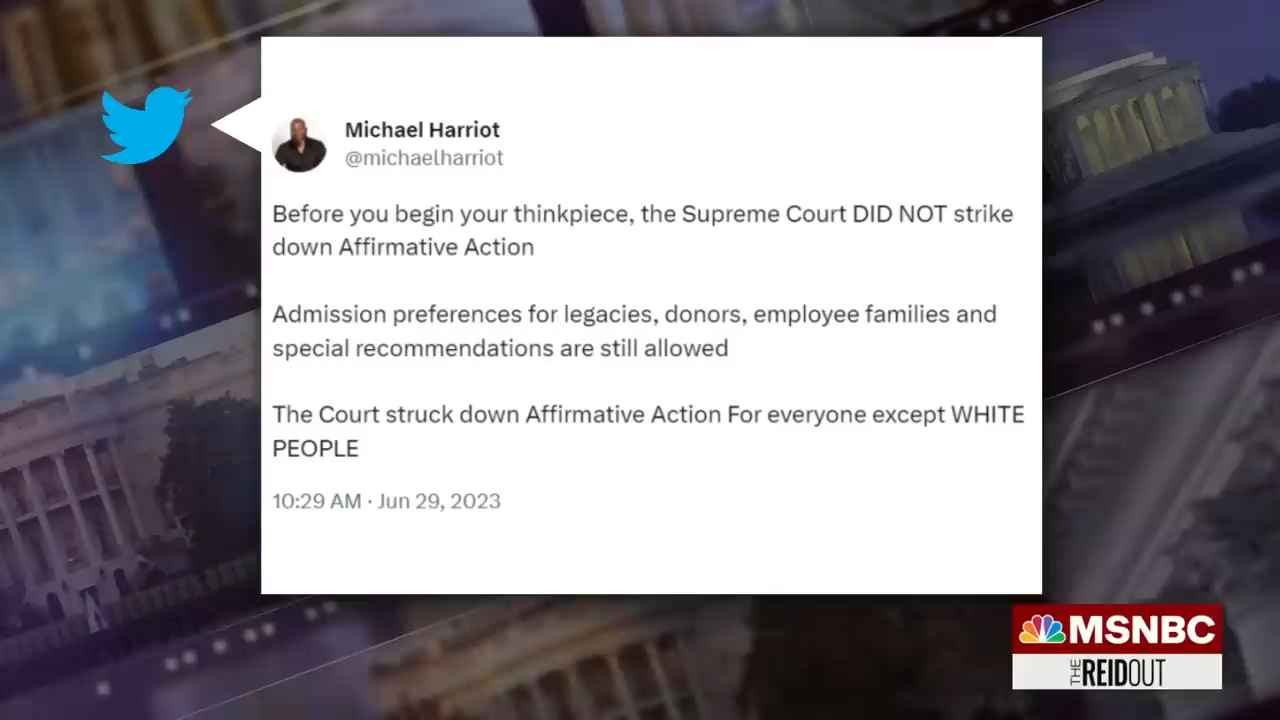 Michael Harriot
@michaelharriot
Before you begin your thinkpiece, the Supreme Court DID NOT strike
down Affirmative Action
Admission preferences for legacies, donors, employee families and
special recommendations are still allowed
The Court struck down Affirmative Action For everyone except WHITE
PEOPLE
10:29 AM · Jun 29, 2023
MSNBC
THE REIDOUT